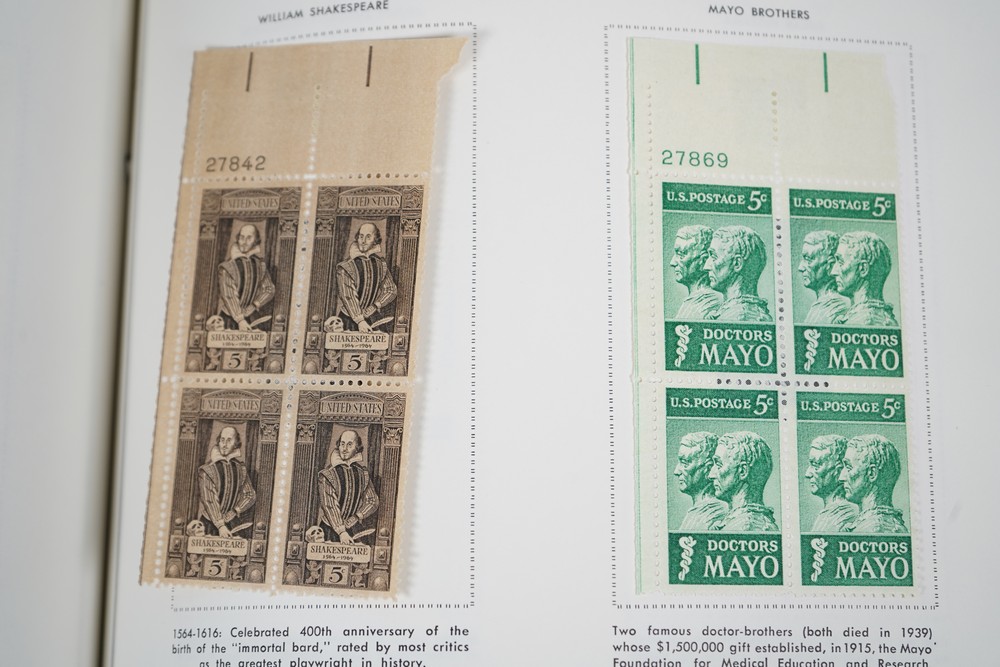 WILLIAM SHAKESPEARE
27842
UNITED STATES
SHAKESPEARE
1564-1964
5
UNITED STATES
SHAKESPEARE
1564-1964
5
UNITED STATES
SHAKESPEARE
1564-1964
5
UNITED STATES
SHAKESPEARE
1564-1964
5
1564-1616: Celebrated 400th anniversary of the
birth of the "immortal bard," rated by most critics
as the greatest playwright in history.
MAYO BROTHERS
27869
U.S. POSTAGE 5c
DOCTORS
MAYO
U.S. POSTAGE 5c
DOCTORS
MAYO
U.S. POSTAGE 5c
DOCTORS
MAYO
U.S. POSTAGE 5c
DOCTORS
MAYO
Two famous doctor-brothers (both died in 1939)
whose $1,500,000 gift established, in 1915, the Mayo
Foundation for Medical Education and Research